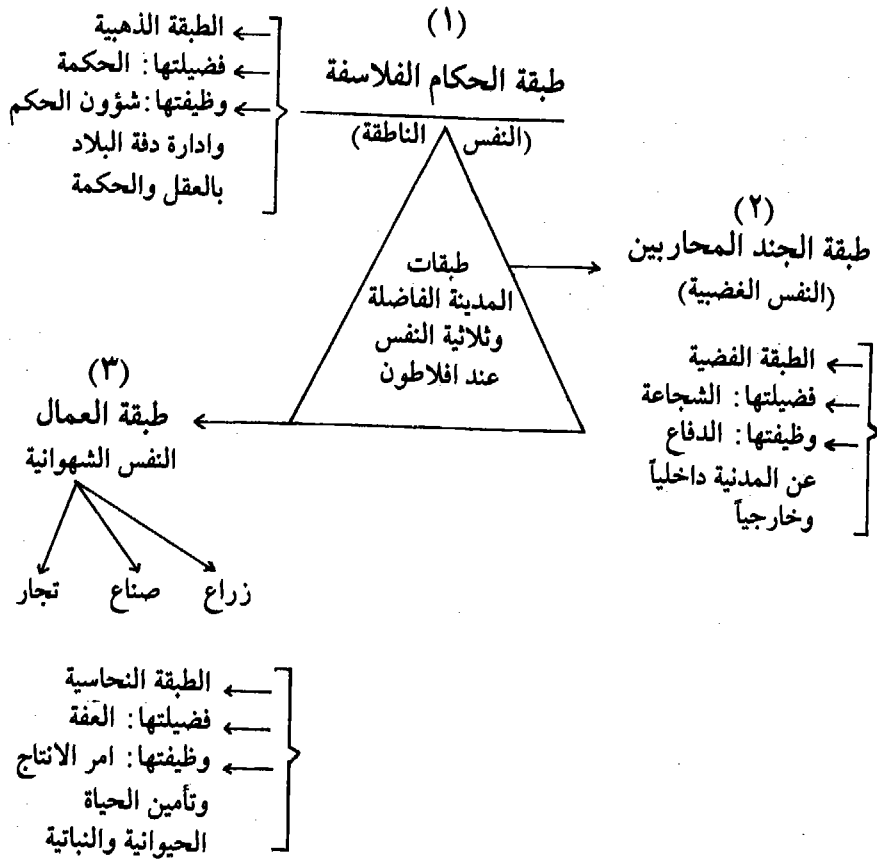 (١)
طبقة الحكام الفلاسفة
(النفس الناطقة)
الطبقة الذهبية
فضيلتها: الحكمة
وظيفتها: شؤون الحكم
وادارة دفة البلاد
بالعقل والحكمة
(٢)
طبقة الجند المحاربين
(النفس الغضبية)
الطبقة الفضية
فضيلتها: الشجاعة
وظيفتها: الدفاع
عن المدنية داخلياً
وخارجياً
طبقات
المدينة الفاضلة
وثلاثية النفس
عند افلاطون
(٣)
طبقة العمال
النفس الشهوانية
زراع صناع تجار
الطبقة النحاسية
فضيلتها: العفة
وظيفتها: امر الانتاج
وتأمين الحياة
الحيوانية والنباتية